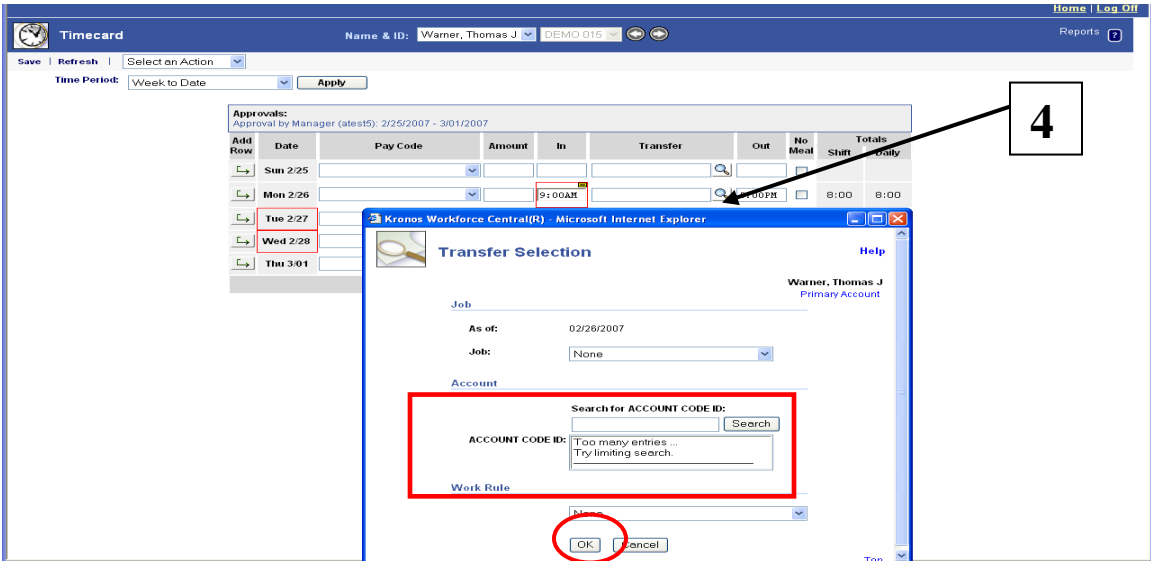 Home | Log Off
Timecard Name & ID: Warner, Thomas J DEMO 015 Reports ?
Save | Refresh | Select an Action
Time Period: Week to Date Apply
Approvals:
Approval by Manager (atest5): 2/25/2007 - 3/01/2007
4
Add Row Date Pay Code Amount In Transfer Out No Meal Totals Shift Daily
Sun 2/25
Mon 2/26 9:00AM :00PM 8:00 8:00
Tue 2/27
Wed 2/28
Thu 3/01
Kronos Workforce Central(R) - Microsoft Internet Explorer
Transfer Selection Help
Warner, Thomas J
Primary Account
Job
As of: 02/26/2007
Job: None
Account
Search for ACCOUNT CODE ID:
Search
ACCOUNT CODE ID: Too many entries ...
Try limiting search.
Work Rule
None
OK Cancel
Top